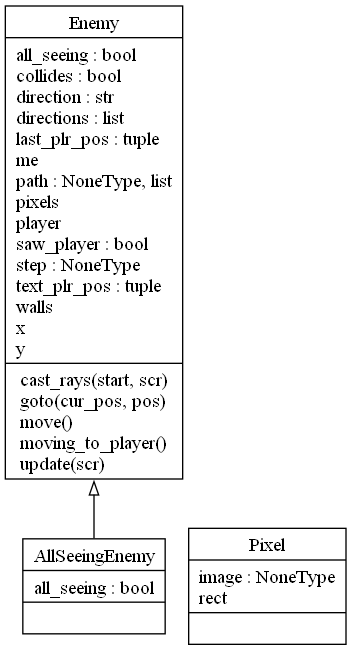 Enemy
all_seeing : bool
collides : bool
direction : str
directions : list
last_plr_pos : tuple
me
path : NoneType, list
pixels
player
saw_player : bool
step : NoneType
text_plr_pos : tuple
walls
x
y
cast_rays(start, scr)
goto(cur_pos, pos)
move()
moving_to_player()
update(scr)
AllSeeingEnemy
all_seeing : bool
Pixel
image : NoneType
rect